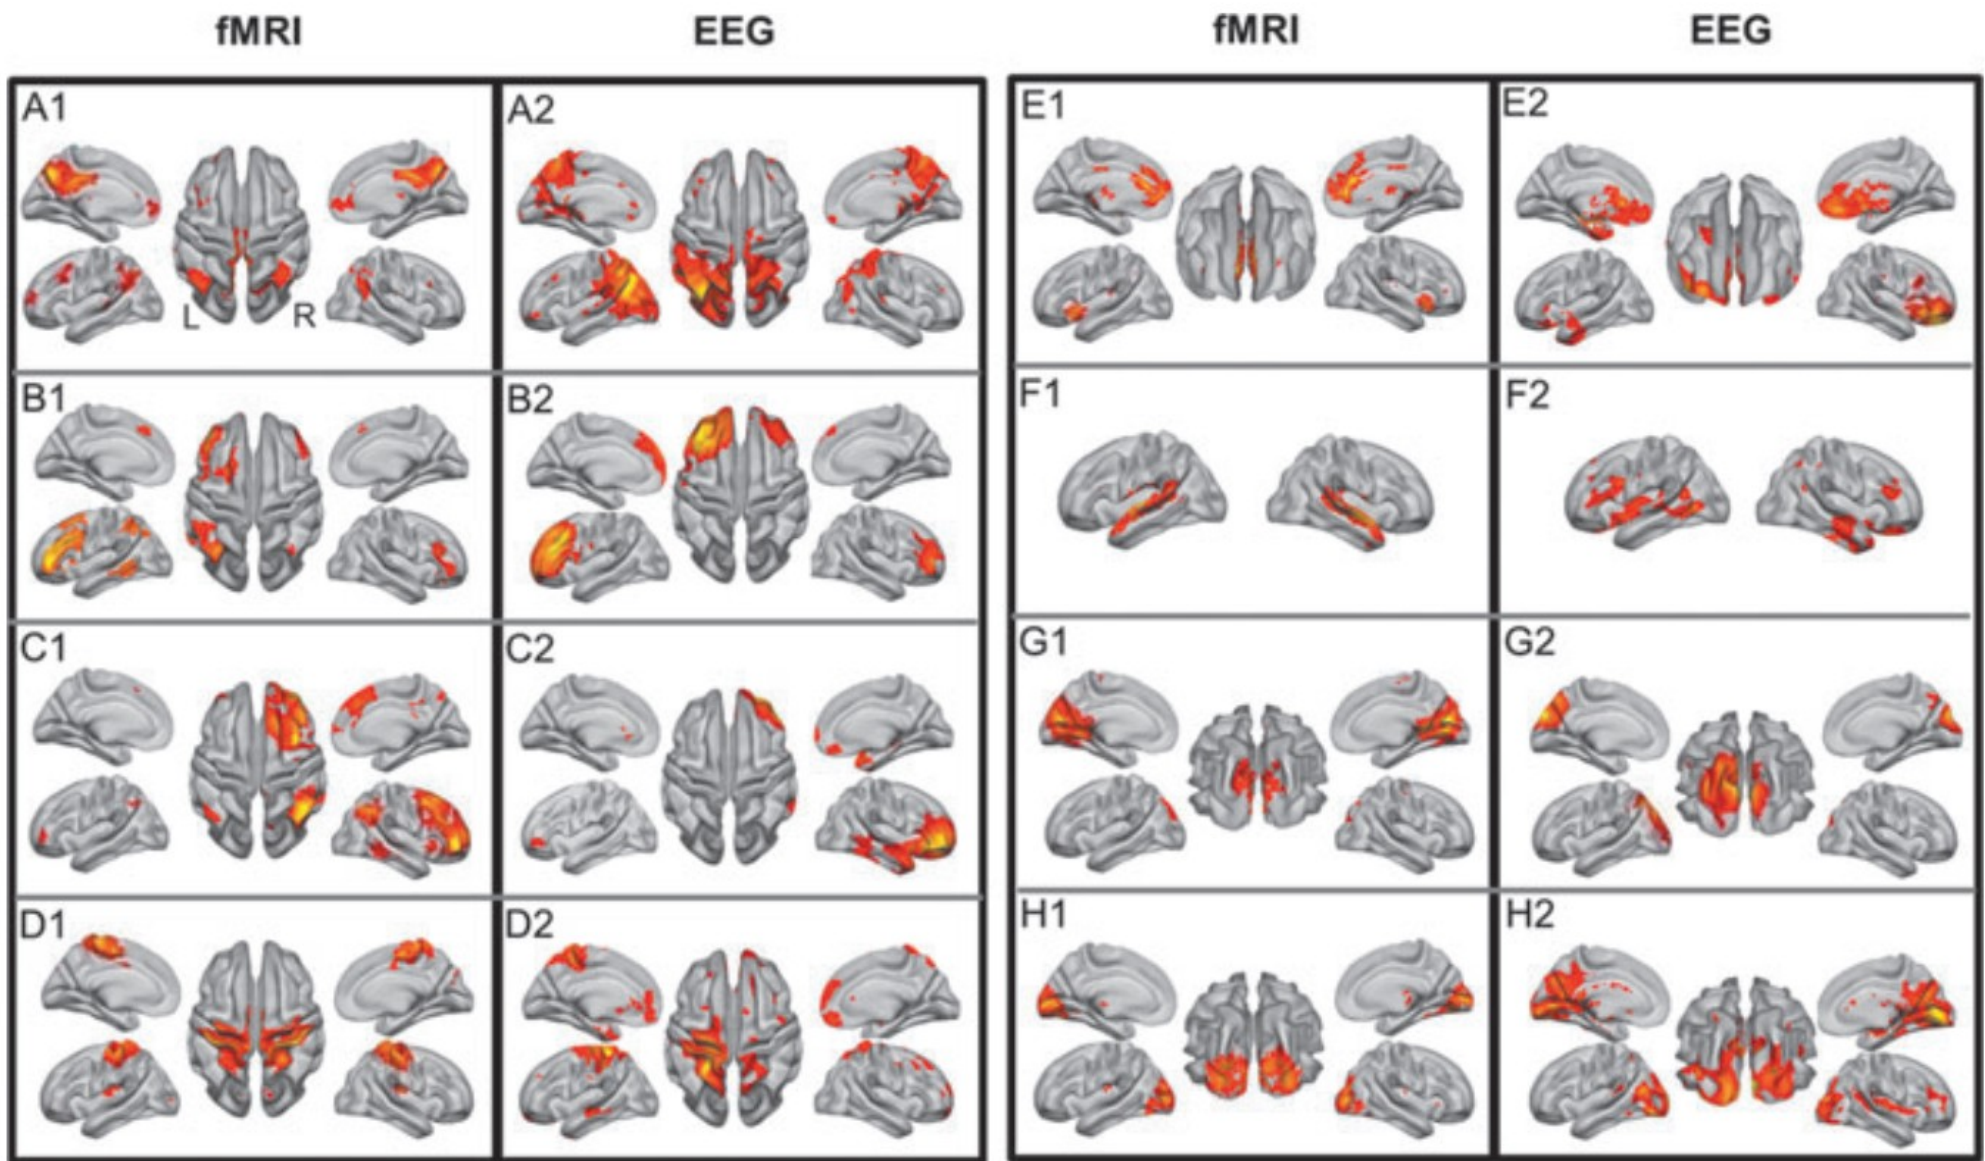 fMRI EEG fMRI EEG
A1 A2 E1 E2
L R
B1 B2 F1 F2
C1 C2 G1 G2
D1 D2 H1 H2